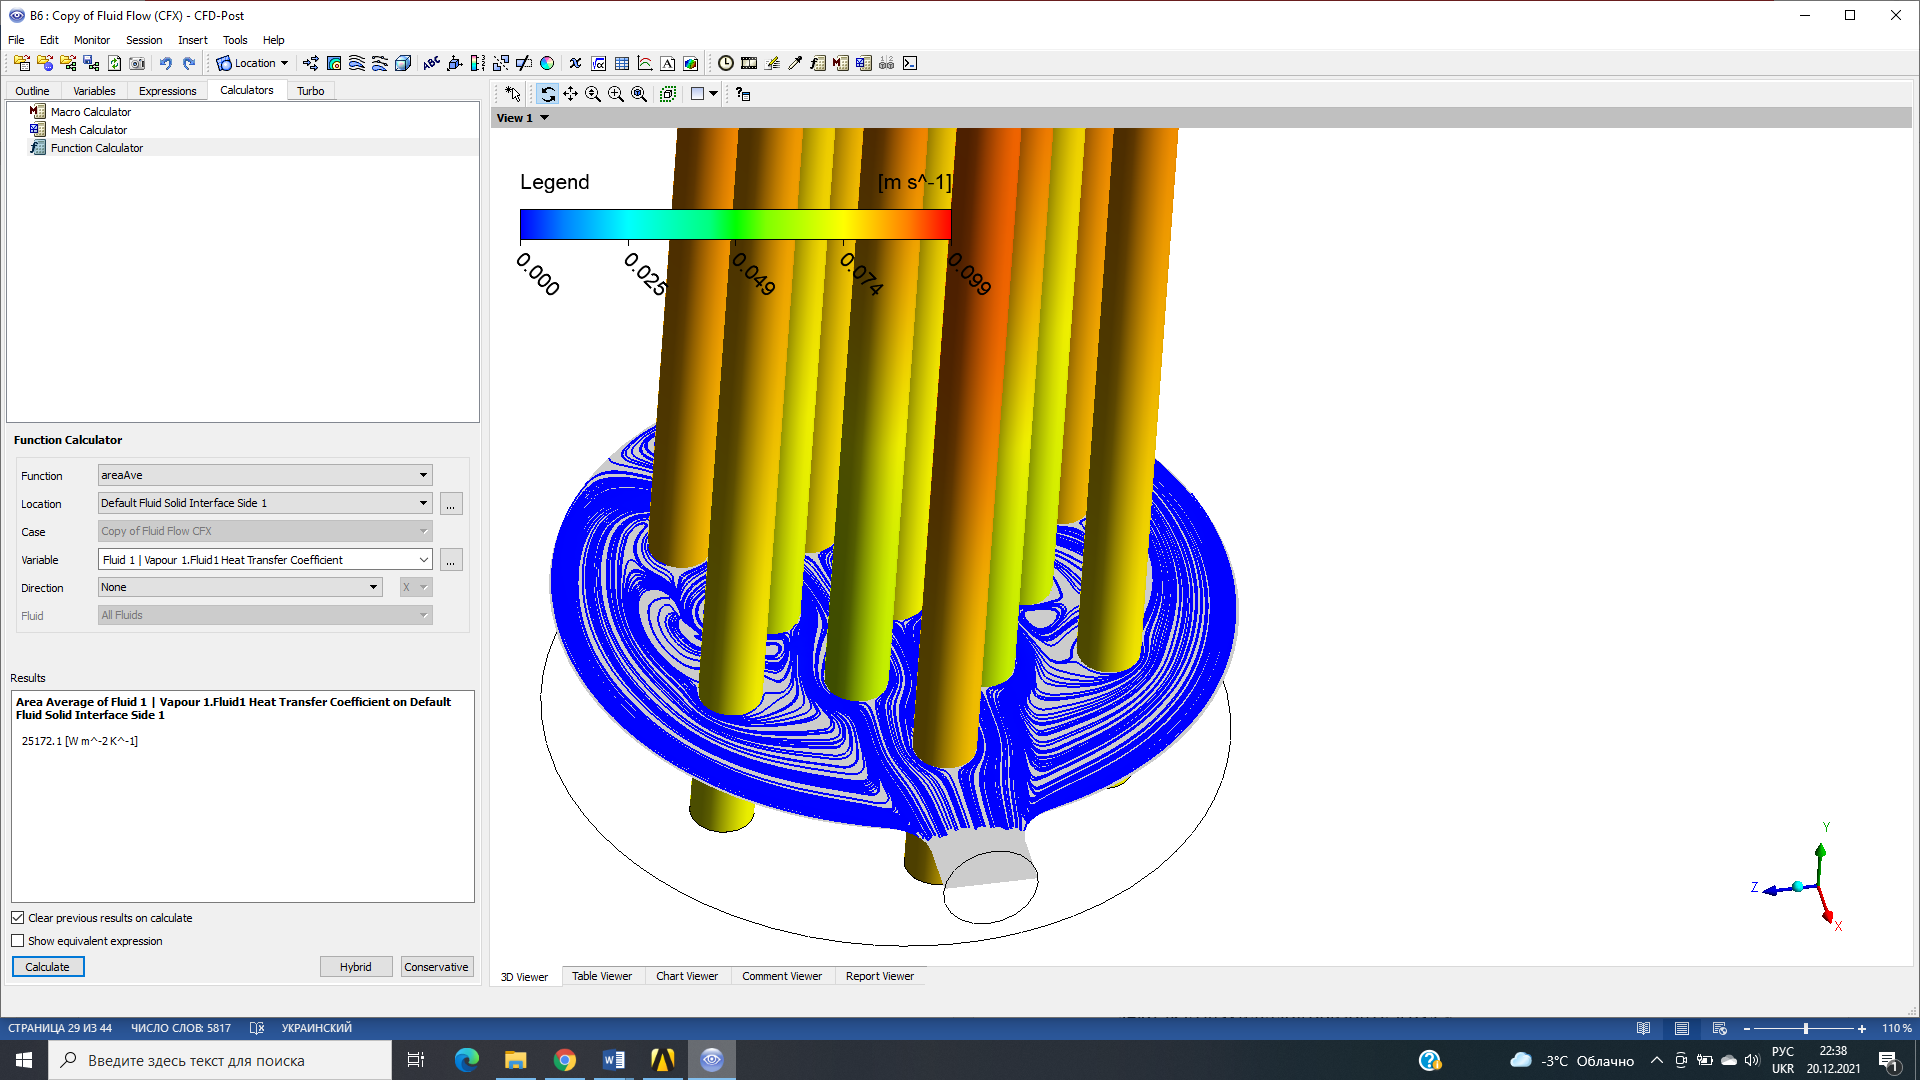 B6 : Copy of Fluid Flow (CFX) - CFD-Post
File Edit Monitor Session Insert Tools Help
Location
Outline Variables Expressions Calculators Turbo
Macro Calculator
Mesh Calculator
Function Calculator
Function Calculator
Function areaAve
Location Default Fluid Solid Interface Side 1 ...
Case Copy of Fluid Flow CFX
Variable Fluid 1 | Vapour 1.Fluid1 Heat Transfer Coefficient ...
Direction None X
Fluid All Fluids
Results
Area Average of Fluid 1 | Vapour 1.Fluid1 Heat Transfer Coefficient on Default
Fluid Solid Interface Side 1
25172.1 [W m^-2 K^-1]
Clear previous results on calculate
Show equivalent expression
Calculate Hybrid Conservative
View 1
Legend [m s^-1]
0.000 0.025 0.049 0.074 0.099
Y
Z
X
3D Viewer Table Viewer Chart Viewer Comment Viewer Report Viewer
СТРАНИЦА 29 ИЗ 44 ЧИСЛО СЛОВ: 5817 УКРАИНСКИЙ 110 %
Введите здесь текст для поиска
-3°C Облачно
РУС
UKR
22:38
20.12.2021
1